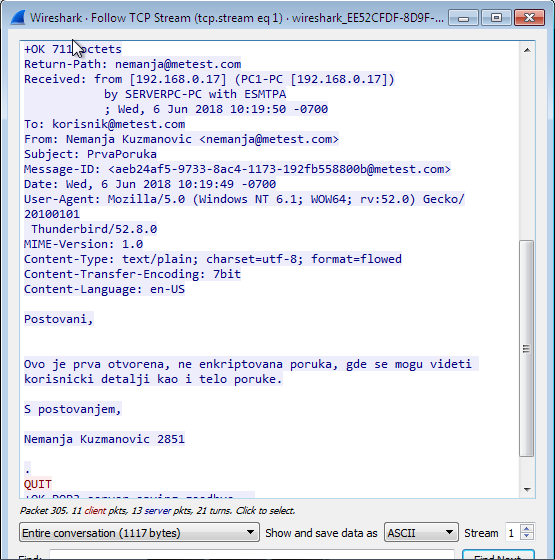 Wireshark · Follow TCP Stream (tcp.stream eq 1) · wireshark_EE52CFDF-8D9F-...
+OK 711 octets
Return-Path: nemanja@metest.com
Received: from [192.168.0.17] (PC1-PC [192.168.0.17])
by SERVERPC-PC with ESMTPA
; Wed, 6 Jun 2018 10:19:50 -0700
To: korisnik@metest.com
From: Nemanja Kuzmanovic <nemanja@metest.com>
Subject: PrvaPoruka
Message-ID: <aeb24af5-9733-8ac4-1173-192fb558800b@metest.com>
Date: Wed, 6 Jun 2018 10:19:49 -0700
User-Agent: Mozilla/5.0 (Windows NT 6.1; WOW64; rv:52.0) Gecko/
20100101
Thunderbird/52.8.0
MIME-Version: 1.0
Content-Type: text/plain; charset=utf-8; format=flowed
Content-Transfer-Encoding: 7bit
Content-Language: en-US
Postovani,
Ovo je prva otvorena, ne enkriptovana poruka, gde se mogu videti
korisnicki detalji kao i telo poruke.
S postovanjem,
Nemanja Kuzmanovic 2851
.
QUIT
+OK POP3 server saving goodbye...
Packet 305. 11 client pkts, 13 server pkts, 21 turns. Click to select.
Entire conversation (1117 bytes) Show and save data as ASCII Stream 1
Find: Find Next